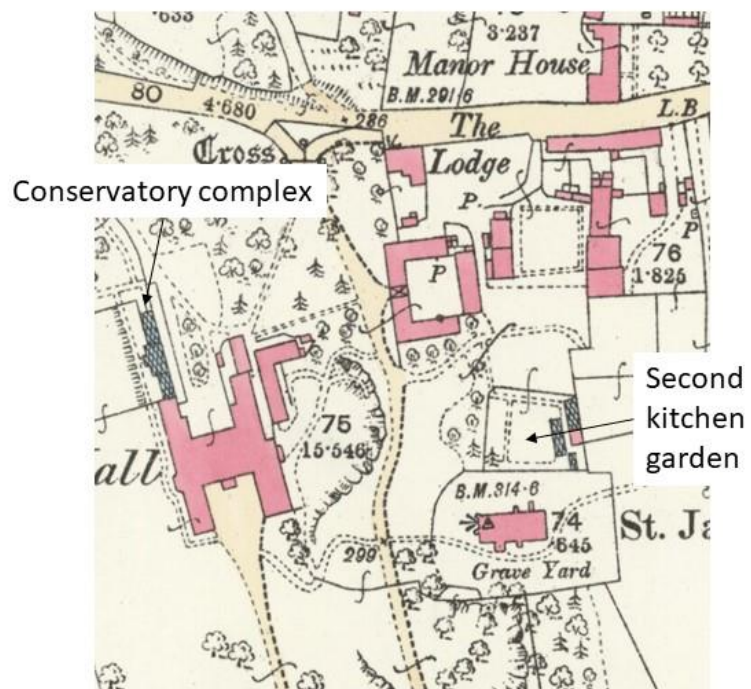 ·633
3·237
Manor House
B.M.291·6
80
4·680
286
The
L.B
Cross
Lodge
Conservatory complex
P.
P
P
76
1·825
Second
kitchen
garden
75
15·546
all
B.M.314·6
74
·645
St. Ja
299
Grave Yard